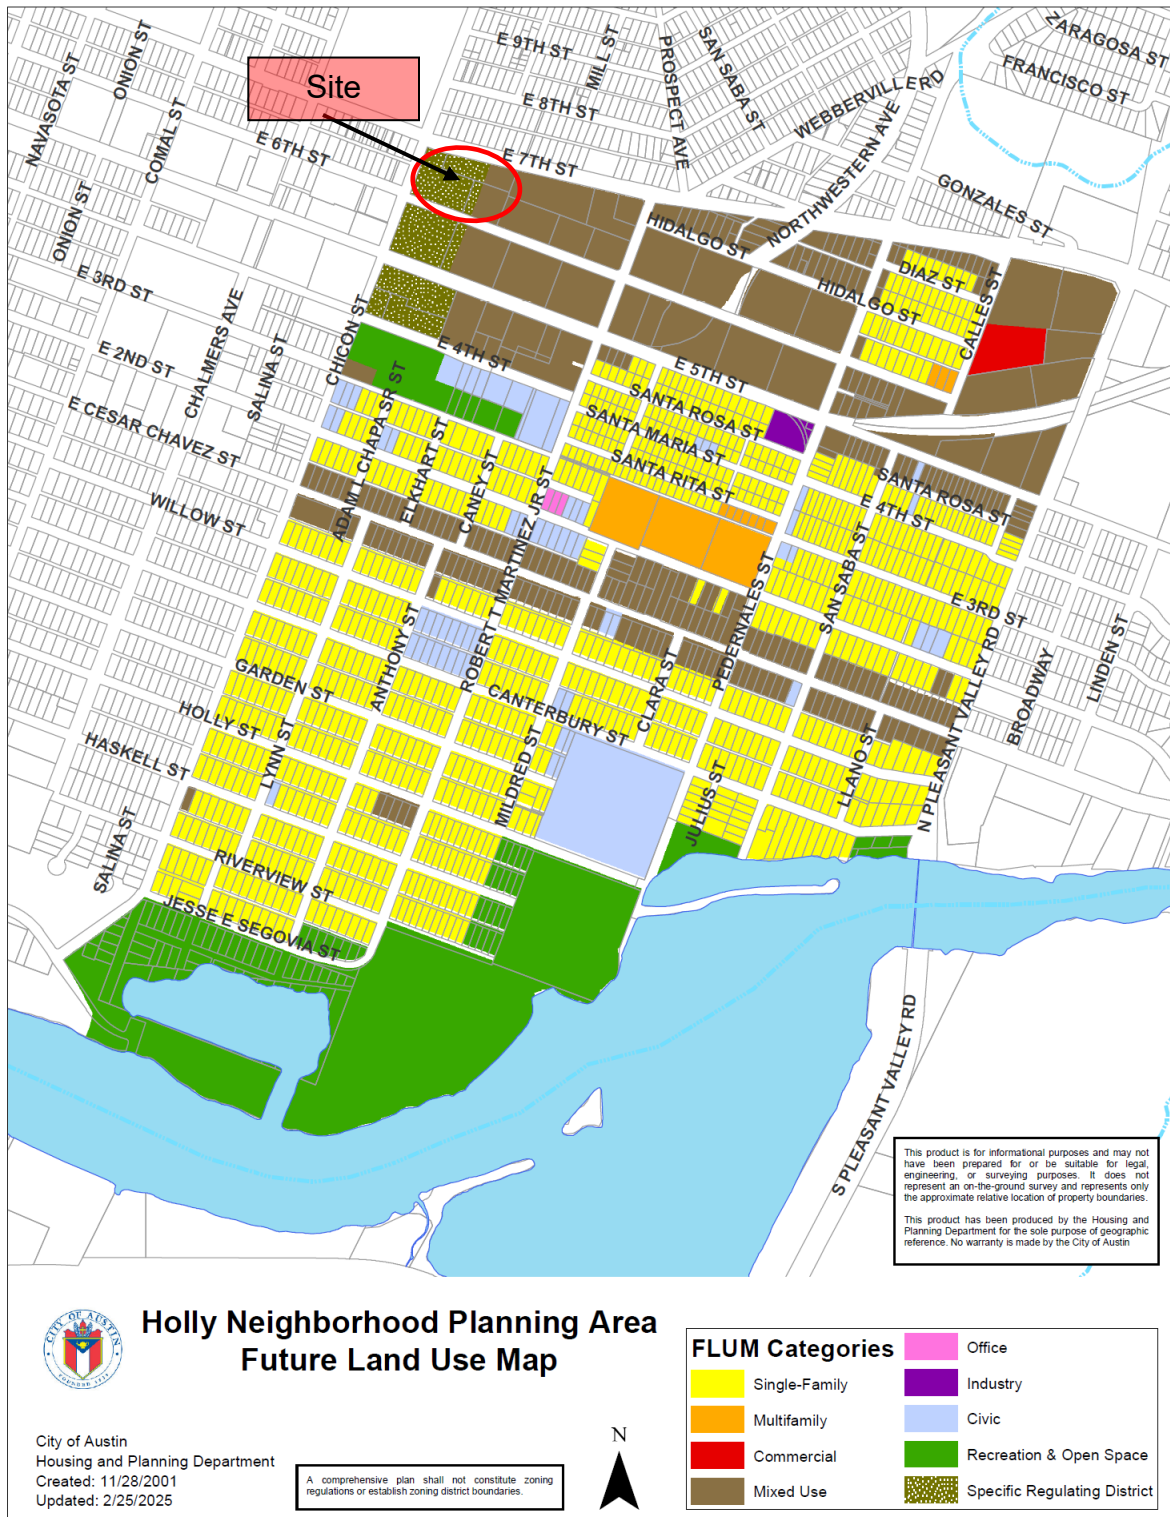 Site
ZARAGOSA ST
FRANCISCO ST
E 9TH ST
MILL ST
PROSPECT AVE
SAN SABA ST
WEBBERVILLE RD
NAVASOTA ST
ONION ST
COMAL ST
E 8TH ST
E 6TH ST
E 7TH ST
NORTHWESTERN AVE
GONZALES ST
ONION ST
HIDALGO ST
DIAZ ST
E 3RD ST
HIDALGO ST
CALLES ST
CHALMERS AVE
SALINA ST
CHICON ST
E 4TH ST
E 2ND ST
E 5TH ST
E CESAR CHAVEZ ST
SANTA ROSA ST
SANTA MARIA ST
SANTA RITA ST
ADAM L CHAPA SR ST
ELKHART ST
CANEY ST
SANTA ROSA ST
E 4TH ST
WILLOW ST
ROBERT T MARTINEZ JR ST
PEDERNALES ST
SAN SABA ST
E 3RD ST
ANTHONY ST
N PLEASANT VALLEY RD
BROADWAY
LINDEN ST
GARDEN ST
CANTERBURY ST
CLARA ST
HOLLY ST
HASKELL ST
LYNN ST
MILDRED ST
JULIUS ST
LLANO ST
SALINA ST
RIVERVIEW ST
JESSE E SEGOVIA ST
S PLEASANT VALLEY RD
This product is for informational purposes and may not
have been prepared for or be suitable for legal,
engineering, or surveying purposes. It does not
represent an on-the-ground survey and represents only
the approximate relative location of property boundaries.
This product has been produced by the Housing and
Planning Department for the sole purpose of geographic
reference. No warranty is made by the City of Austin
CITY OF AUSTIN
FOUNDED 1839
Holly Neighborhood Planning Area
Future Land Use Map
City of Austin
Housing and Planning Department
Created: 11/28/2001
Updated: 2/25/2025
A comprehensive plan shall not constitute zoning
regulations or establish zoning district boundaries.
N
FLUM Categories
Single-Family
Multifamily
Commercial
Mixed Use
Office
Industry
Civic
Recreation & Open Space
Specific Regulating District